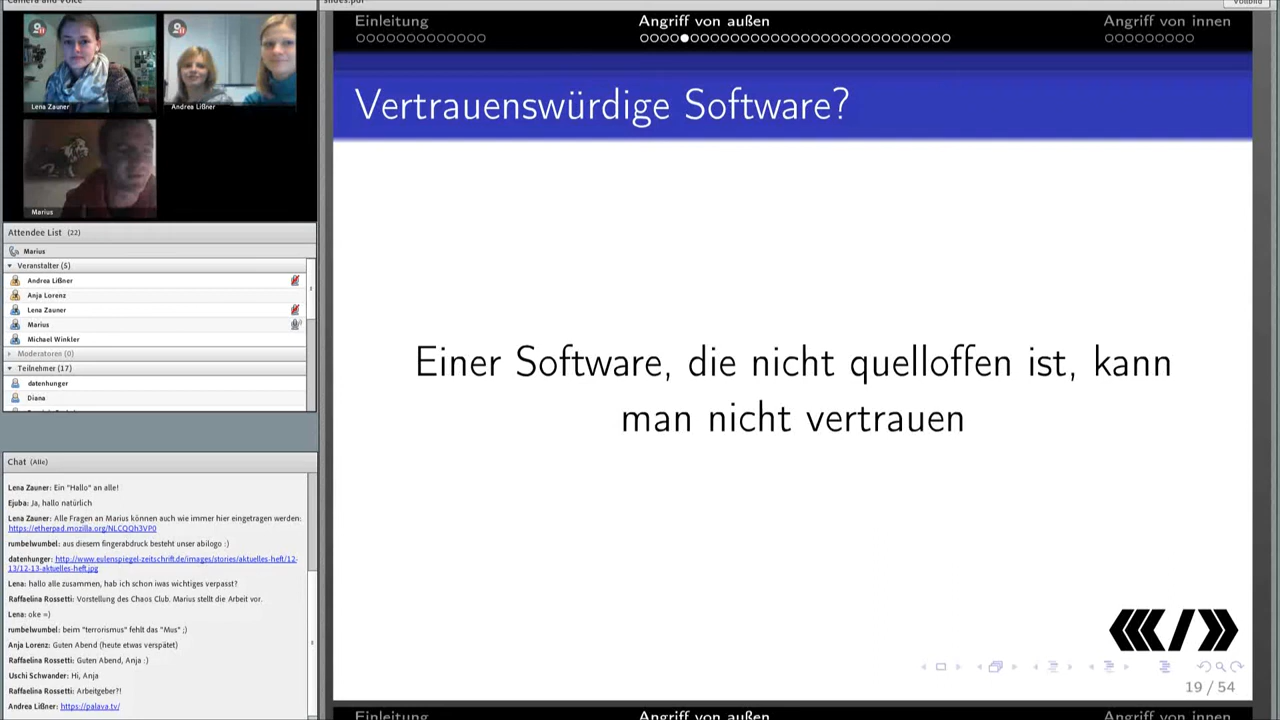 Camera and Voice
slides.pdf
Vollbild
Lena Zauner
Andrea Lißner
Marius
Attendee List (22)
Marius
Veranstalter (5)
Andrea Lißner
Anja Lorenz
Lena Zauner
Marius
Michael Winkler
Moderatoren (0)
Teilnehmer (17)
datenhunger
Diana
Chat (Alle)
Lena Zauner: Ein "Hallo" an alle!
Ejuba: Ja, hallo natürlich
Lena Zauner: Alle Fragen an Marius können auch wie immer hier eingetragen werden:
https://etherpad.mozilla.org/NLCQQh3VP0
rumbelwumbel: aus diesem fingerabdruck besteht unser abilogo :)
datenhunger: http://www.eulenspiegel-zeitschrift.de/images/stories/aktuelles-heft/12-
13/12-13-aktuelles-heft.jpg
Lena: hallo alle zusammen, hab ich schon iwas wichtiges verpasst?
Raffaelina Rossetti: Vorstellung des Chaos Club. Marius stellt die Arbeit vor.
Lena: oke =)
rumbelwumbel: beim "terrorismus" fehlt das "Mus" ;)
Anja Lorenz: Guten Abend (heute etwas verspätet)
Raffaelina Rossetti: Guten Abend, Anja :)
Uschi Schwander: Hi, Anja
Raffaelina Rossetti: Arbeitgeber?!
Andrea Lißner: https://palava.tv/
Einleitung
Angriff von außen
Angriff von innen
Vertrauenswürdige Software?
Einer Software, die nicht quelloffen ist, kann
man nicht vertrauen
19 / 54
Einleitung
Angriff von außen
Angriff von innen